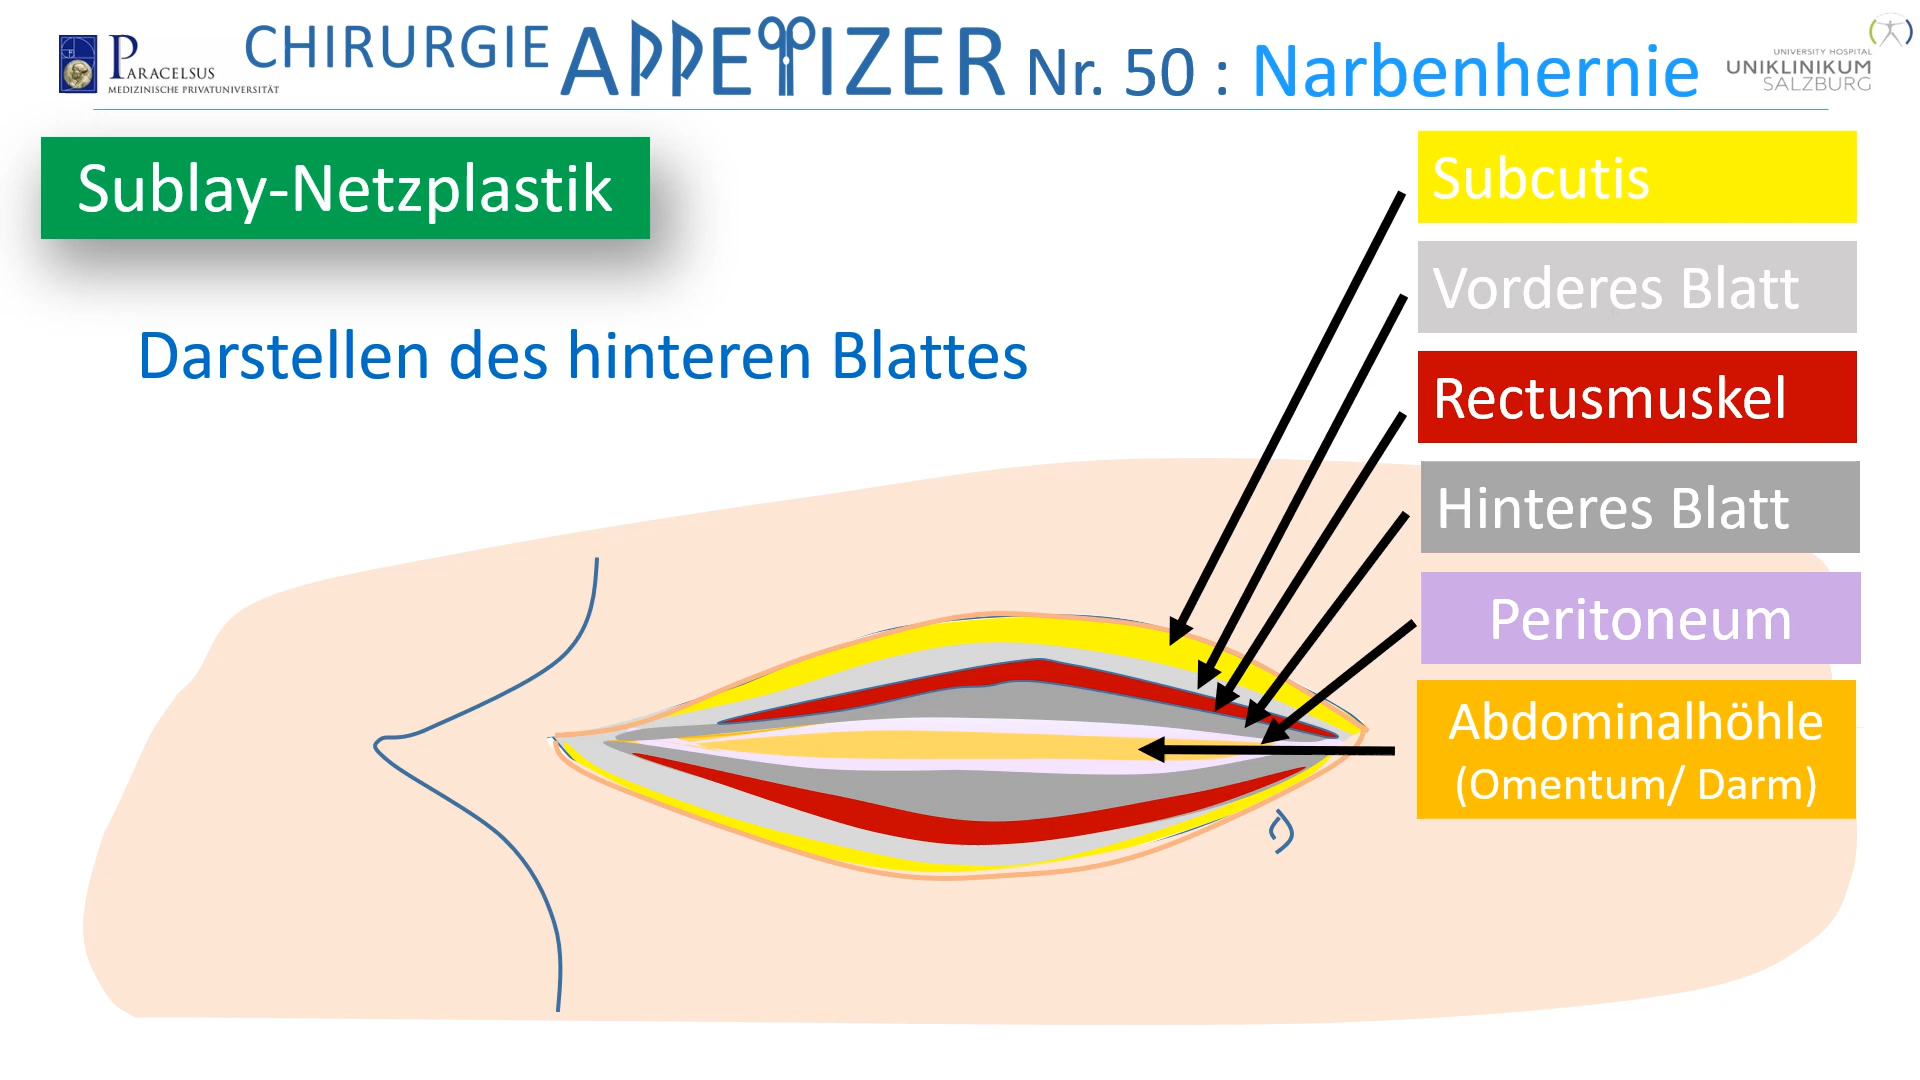 PARACELSUS
MEDIZINISCHE PRIVATUNIVERSITÄT
CHIRURGIE APPETIZER Nr. 50 : Narbenhernie
UNIVERSITY HOSPITAL
UNIKLINIKUM
SALZBURG
Sublay-Netzplastik
Darstellen des hinteren Blattes
Subcutis
Vorderes Blatt
Rectusmuskel
Hinteres Blatt
Peritoneum
Abdominalhöhle
(Omentum/ Darm)